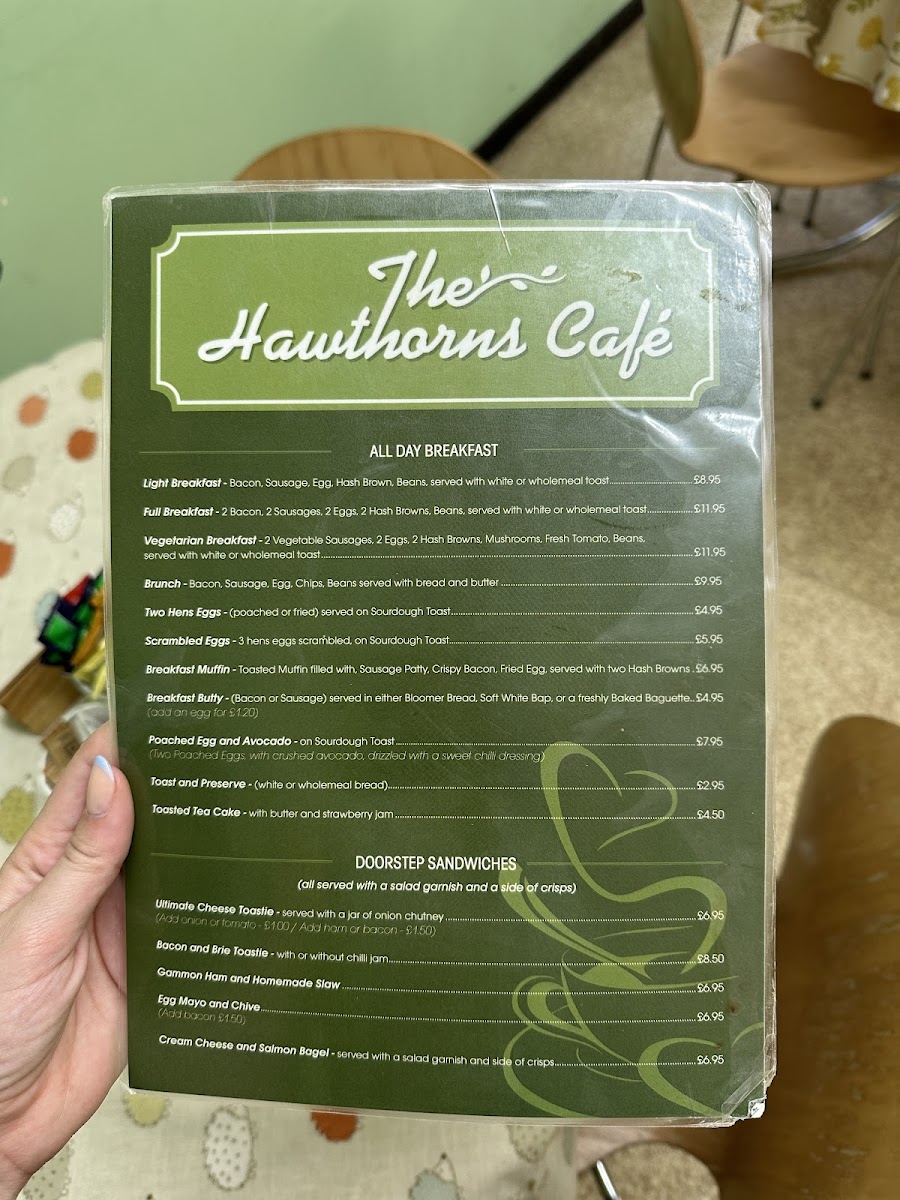 The
Hawthorns Café
ALL DAY BREAKFAST
Light Breakfast - Bacon, Sausage, Egg, Hash Brown, Beans, served with white or wholemeal toast £8.95
Full Breakfast - 2 Bacon, 2 Sausages, 2 Eggs, 2 Hash Browns, Beans, served with white or wholemeal toast £11.95
Vegetarian Breakfast - 2 Vegetable Sausages, 2 Eggs, 2 Hash Browns, Mushrooms, Fresh Tomato, Beans,
served with white or wholemeal toast £11.95
Brunch - Bacon, Sausage, Egg, Chips, Beans served with bread and butter £9.95
Two Hens Eggs - (poached or fried) served on Sourdough Toast £4.95
Scrambled Eggs - 3 hens eggs scrambled, on Sourdough Toast £5.95
Breakfast Muffin - Toasted Muffin filled with, Sausage Patty, Crispy Bacon, Fried Egg, served with two Hash Browns £6.95
Breakfast Butty - (Bacon or Sausage) served in either Bloomer Bread, Soft White Bap, or a freshly Baked Baguette £4.95
(add an egg for £1.20)
Poached Egg and Avocado - on Sourdough Toast £7.95
(Two Poached Eggs, with crushed avocado, drizzled with a sweet chilli dressing)
Toast and Preserve - (white or wholemeal bread) £2.95
Toasted Tea Cake - with butter and strawberry jam £4.50
DOORSTEP SANDWICHES
(all served with a salad garnish and a side of crisps)
Ultimate Cheese Toastie - served with a jar of onion chutney £6.95
(Add onion or tomato - £1.00 / Add ham or bacon - £1.50)
Bacon and Brie Toastie - with or without chilli jam £8.50
Gammon Ham and Homemade Slaw £6.95
Egg Mayo and Chive £6.95
(Add bacon £1.50)
Cream Cheese and Salmon Bagel - served with a salad garnish and side of crisps £6.95